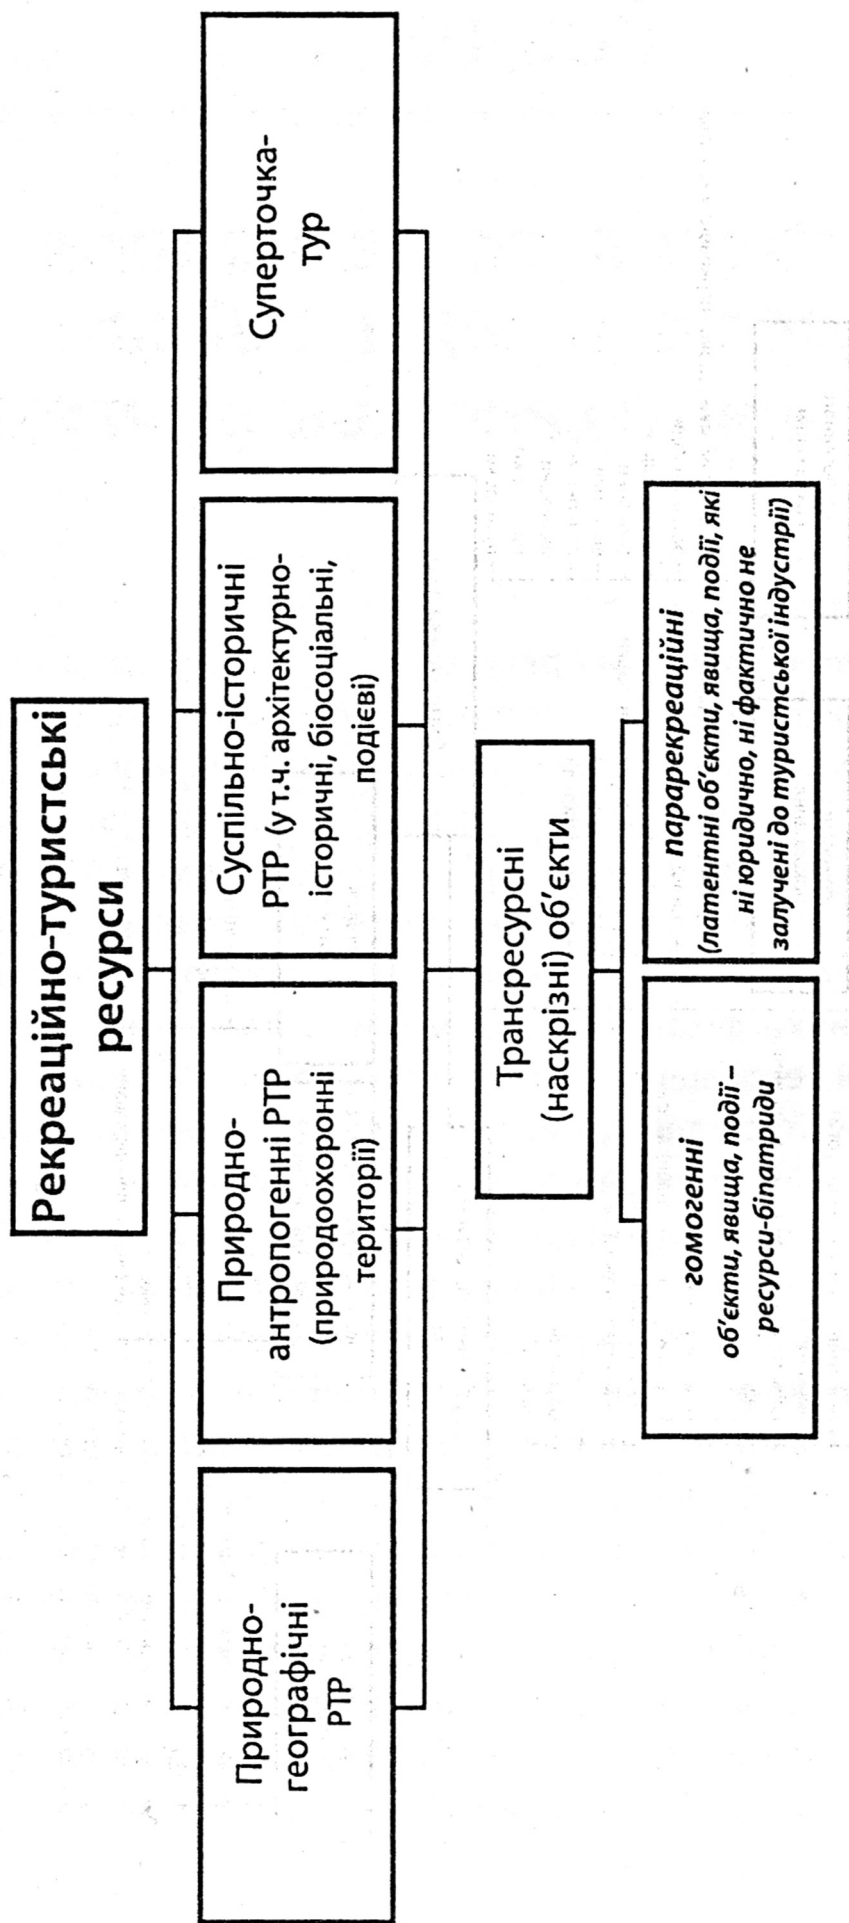 Рекреаційно-туристські
ресурси
Природно-
географічні
РТР
Природно-
антропогенні РТР
(природоохоронні
території)
Суспільно-історичні
РТР (у т.ч. архітектурно-
історичні, біосоціальні,
подієві)
Суперточка-
тур
Трансресурсні
(наскрізні) об’єкти
гомогенні
об’єкти, явища, події –
ресурси-біпатриди
парарекреаційні
(латентні об’єкти, явища, події, які
ні юридично, ні фактично не
залучені до туристської індустрії)